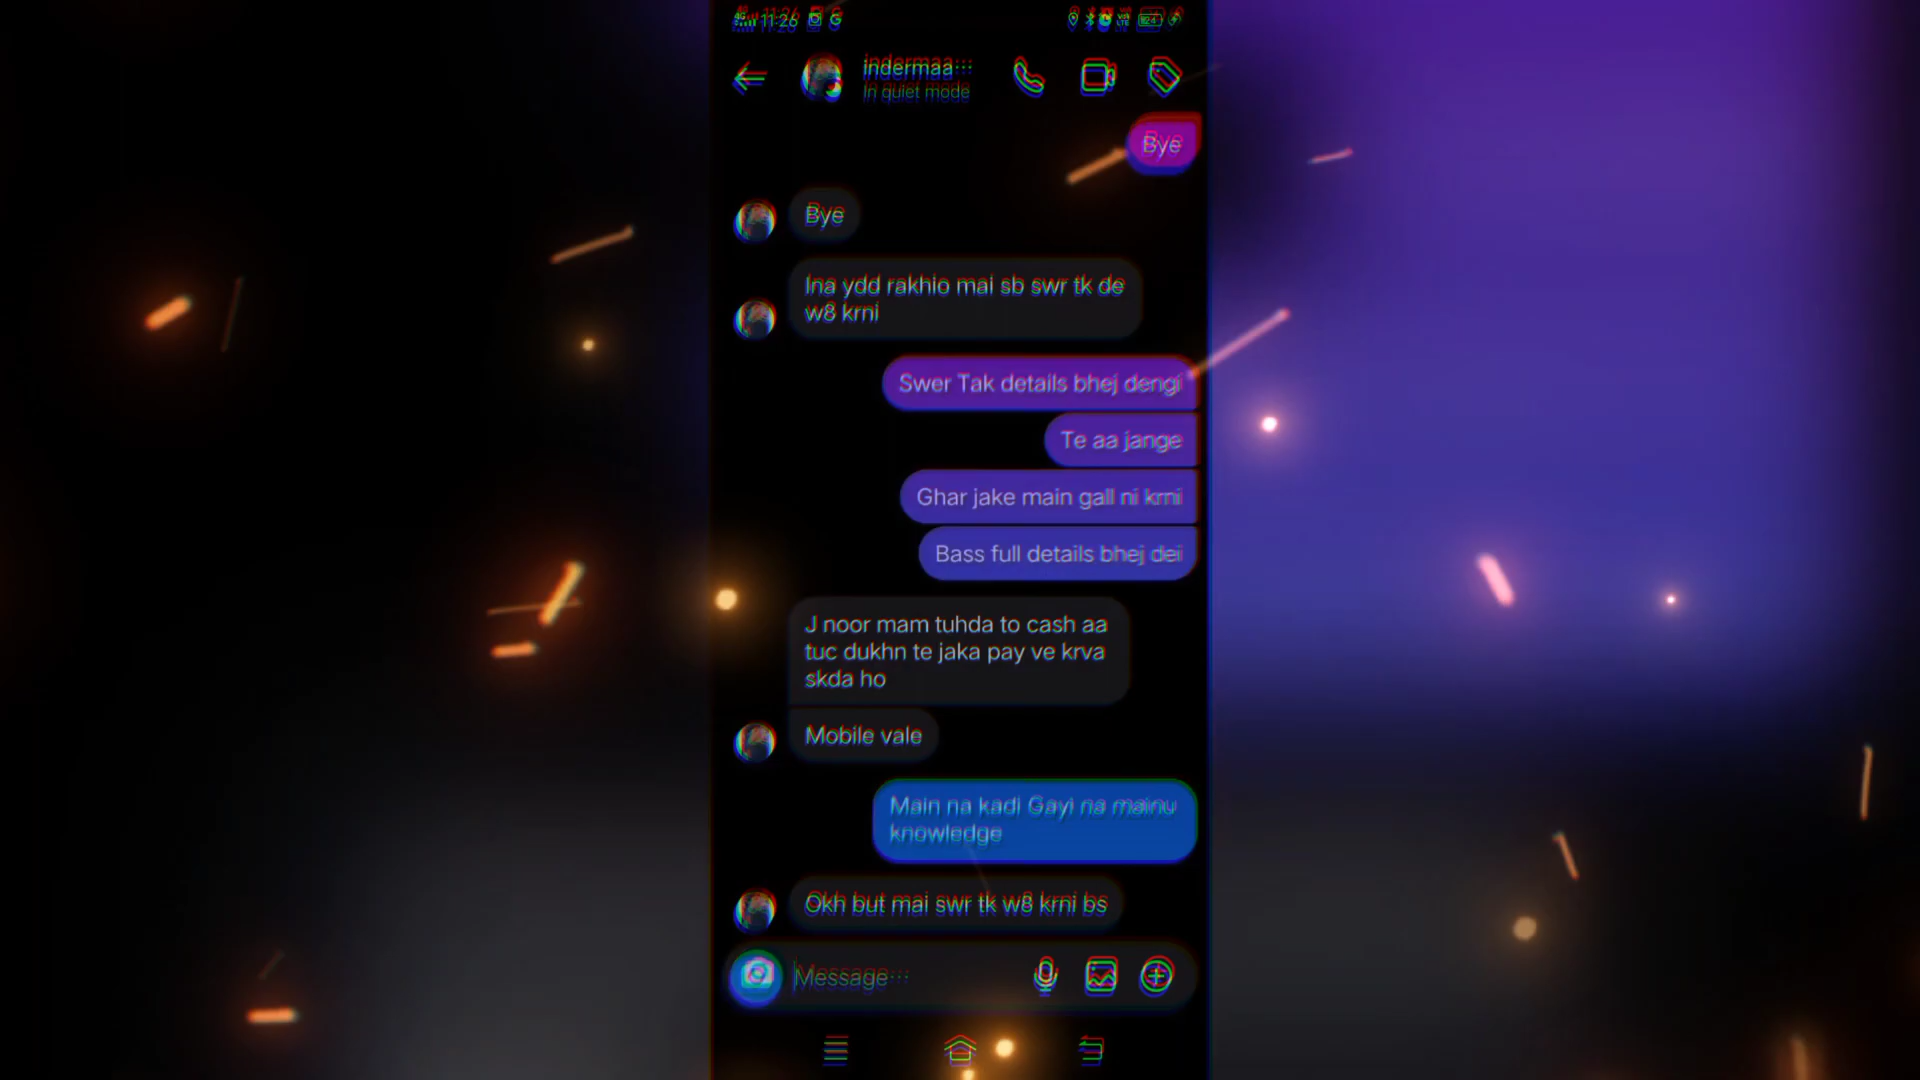 4G 11:26 G
indermaa...
In quiet mode
Bye
Bye
Ina ydd rakhio mai sb swr tk de
w8 krni
Swer Tak details bhej dengi
Te aa jange
Ghar jake main gall ni krni
Bass full details bhej dei
J noor mam tuhda to cash aa
tuc dukhn te jaka pay ve krva
skda ho
Mobile vale
Main na kadi Gayi na mainu
knowledge
Okh but mai swr tk w8 krni bs
Message...